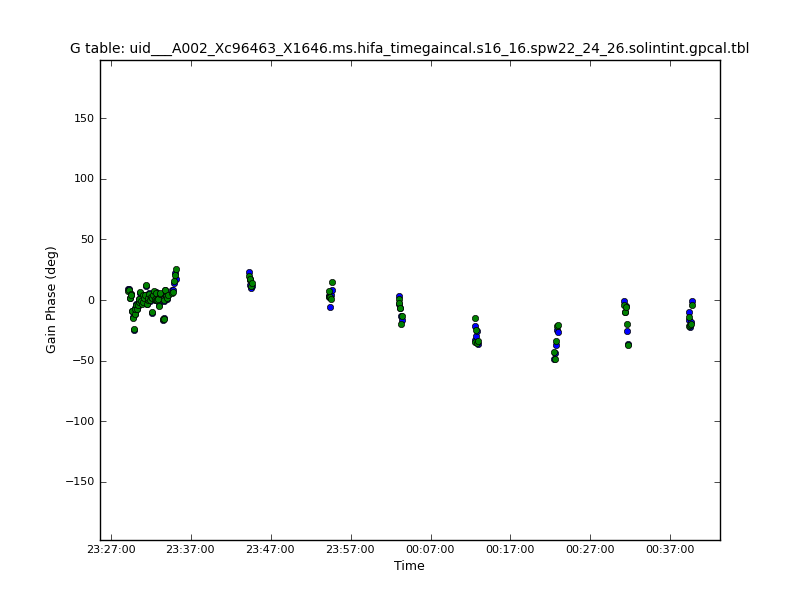 G table: uid___A002_Xc96463_X1646.ms.hifa_timegaincal.s16_16.spw22_24_26.solintint.gpcal.tbl
150
100
50
0
−50
−100
−150
Gain Phase (deg)
23:27:00 23:37:00 23:47:00 23:57:00 00:07:00 00:17:00 00:27:00 00:37:00
Time